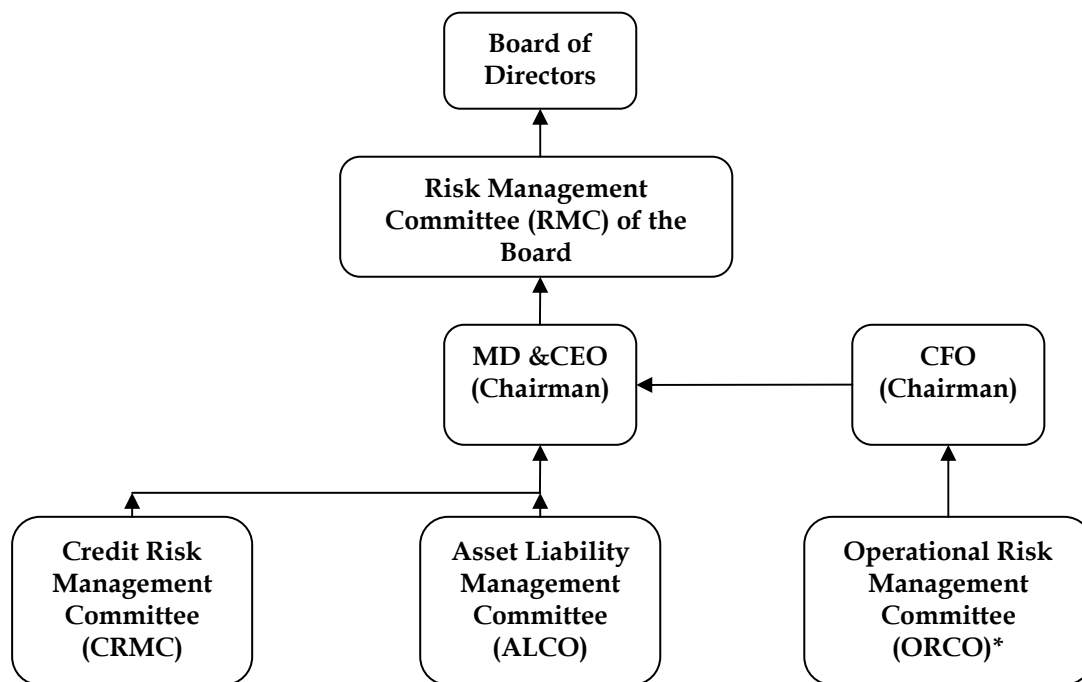 Board of
Directors
Risk Management
Committee (RMC) of the
Board
MD &CEO
(Chairman)
CFO
(Chairman)
Credit Risk
Management
Committee
(CRMC)
Asset Liability
Management
Committee
(ALCO)
Operational Risk
Management
Committee
(ORCO)*